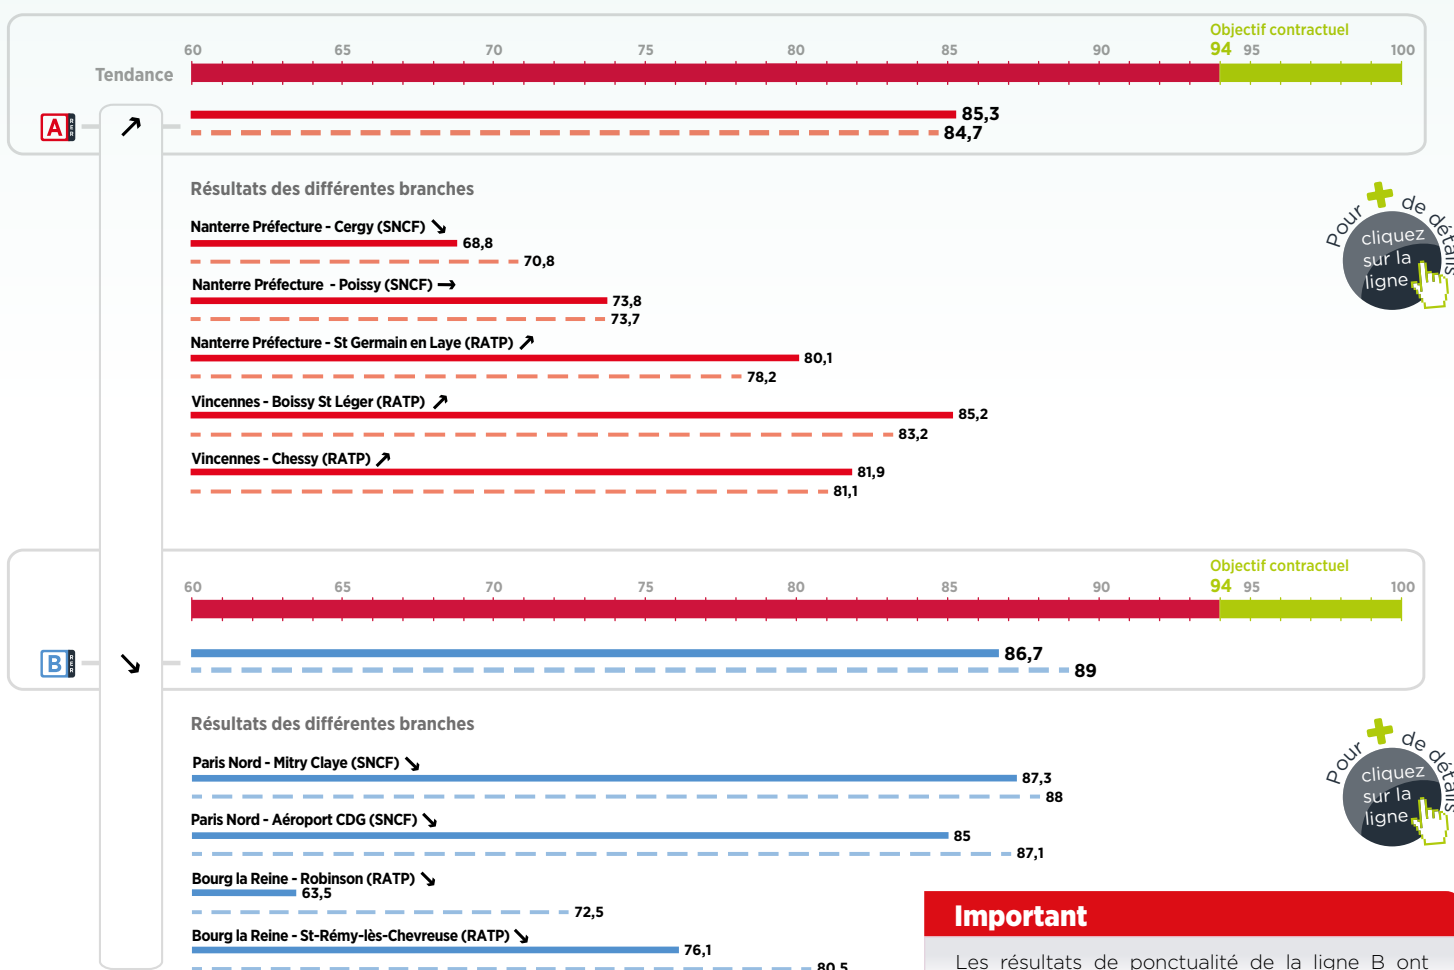 Objectif contractuel
60 65 70 75 80 85 90 94 95 100
Tendance
A RER
85,3
84,7
Résultats des différentes branches
Nanterre Préfecture - Cergy (SNCF)
68,8
70,8
Nanterre Préfecture - Poissy (SNCF)
73,8
73,7
Nanterre Préfecture - St Germain en Laye (RATP)
80,1
78,2
Vincennes - Boissy St Léger (RATP)
85,2
83,2
Vincennes - Chessy (RATP)
81,9
81,1
Pour + de détails
cliquez
sur la
ligne
Objectif contractuel
60 65 70 75 80 85 90 94 95 100
B RER
86,7
89
Résultats des différentes branches
Paris Nord - Mitry Claye (SNCF)
87,3
88
Paris Nord - Aéroport CDG (SNCF)
85
87,1
Bourg la Reine - Robinson (RATP)
63,5
72,5
Bourg la Reine - St-Rémy-lès-Chevreuse (RATP)
76,1
80,5
Pour + de détails
cliquez
sur la
ligne
Important
Les résultats de ponctualité de la ligne B ont